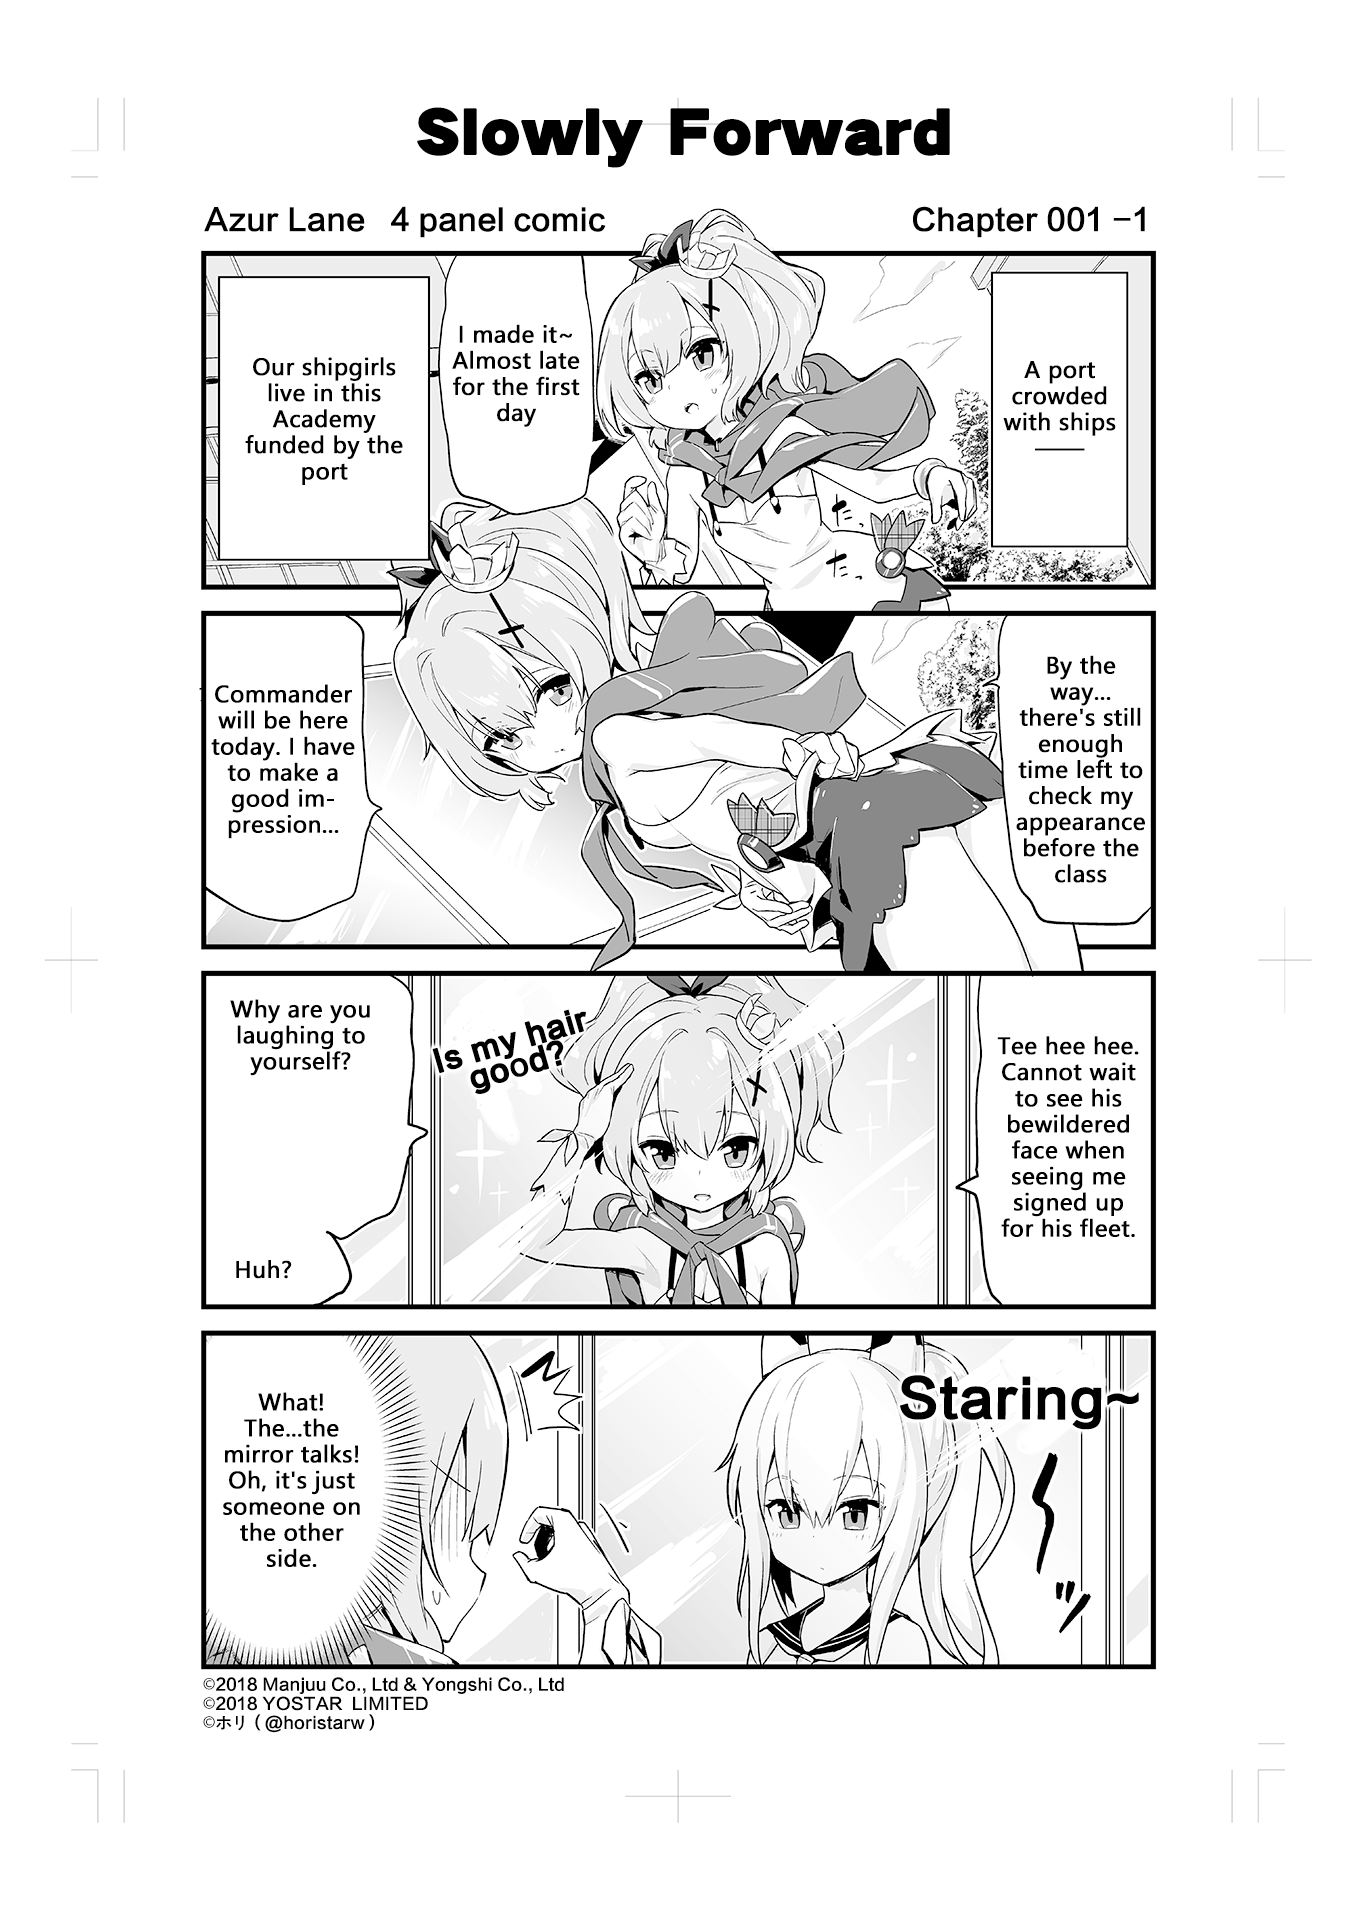 Slowly Forward
Azur Lane 4 panel comic
Chapter 001 −1
A port
crowded
with ships
——
I made it~
Almost late
for the first
day
たっ
たっ
Our shipgirls
live in this
Academy
funded by the
port
By the
way...
there's still
enough
time left to
check my
appearance
before the
class
Commander
will be here
today. I have
to make a
good im-
pression...
Tee hee hee.
Cannot wait
to see his
bewildered
face when
seeing me
signed up
for his fleet.
Is my hair
good?
Why are you
laughing to
yourself?
Huh?
Staring~
What!
The...the
mirror talks!
Oh, it's just
someone on
the other
side.
©2018 Manjuu Co., Ltd & Yongshi Co., Ltd
©2018 YOSTAR LIMITED
©ホリ ( @horistarw )